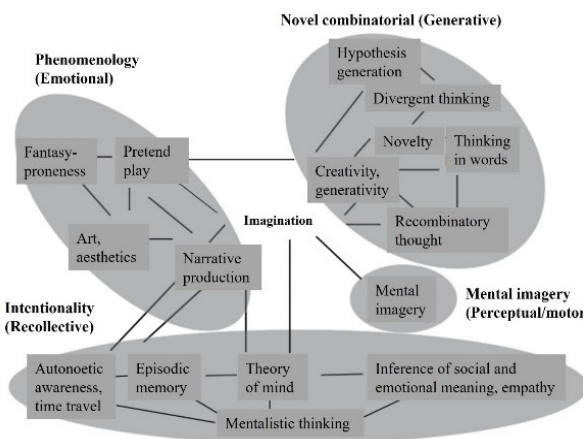 Novel combinatorial (Generative)
Hypothesis
generation
Divergent thinking
Novelty
Thinking
in words
Creativity,
generativity
Recombinatory
thought
Phenomenology
(Emotional)
Fantasy-
proneness
Pretend
play
Art,
aesthetics
Narrative
production
Imagination
Mental
imagery
Mental imagery
(Perceptual/motor
Intentionality
(Recollective)
Autonoetic
awareness,
time travel
Episodic
memory
Theory
of mind
Inference of social and
emotional meaning, empathy
Mentalistic thinking